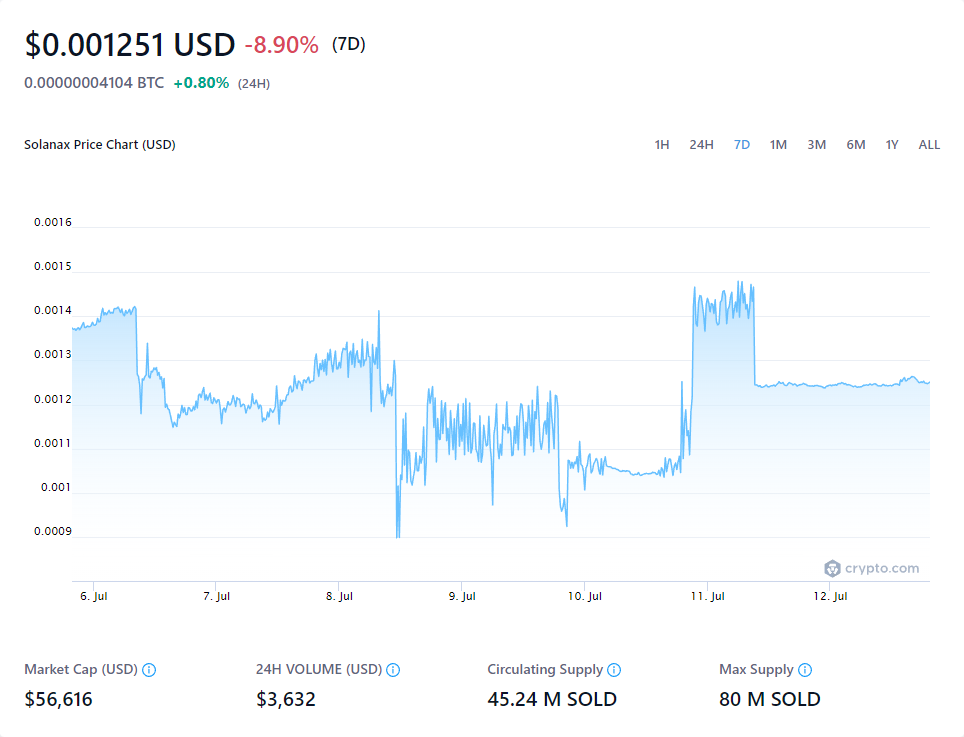 $0.001251 USD -8.90% (7D)
0.00000004104 BTC +0.80% (24H)
Solanax Price Chart (USD) 1H 24H 7D 1M 3M 6M 1Y ALL
0.0016
0.0015
0.0014
0.0013
0.0012
0.0011
0.001
0.0009
crypto.com
6. Jul 7. Jul 8. Jul 9. Jul 10. Jul 11. Jul 12. Jul
Market Cap (USD) 24H VOLUME (USD) Circulating Supply Max Supply
$56,616 $3,632 45.24 M SOLD 80 M SOLD